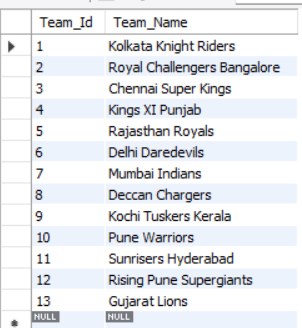 Team_Id Team_Name
1 Kolkata Knight Riders
2 Royal Challengers Bangalore
3 Chennai Super Kings
4 Kings XI Punjab
5 Rajasthan Royals
6 Delhi Daredevils
7 Mumbai Indians
8 Deccan Chargers
9 Kochi Tuskers Kerala
10 Pune Warriors
11 Sunrisers Hyderabad
12 Rising Pune Supergiants
13 Gujarat Lions
NULL NULL